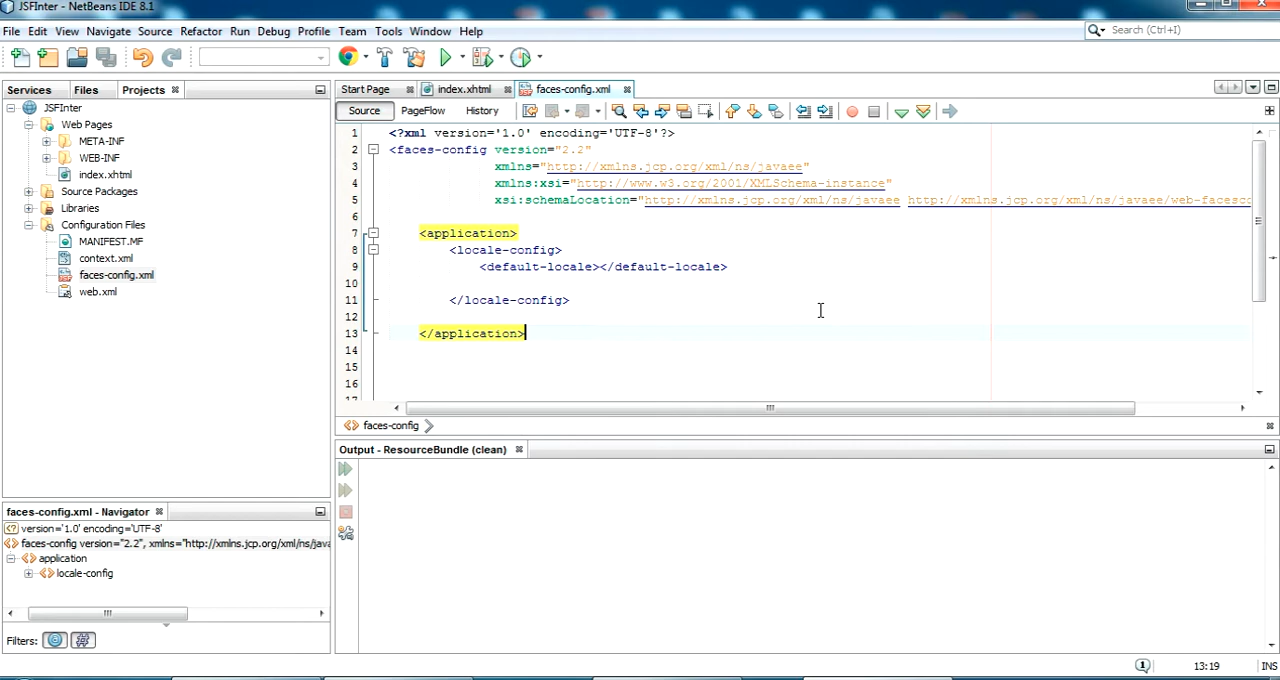 JSFInter - NetBeans IDE 8.1
File Edit View Navigate Source Refactor Run Debug Profile Team Tools Window Help
Search (Ctrl+I)
Services Files Projects
Start Page index.xhtml faces-config.xml
Source PageFlow History
JSFInter
Web Pages
META-INF
WEB-INF
index.xhtml
Source Packages
Libraries
Configuration Files
MANIFEST.MF
context.xml
faces-config.xml
web.xml
1 <?xml version='1.0' encoding='UTF-8'?>
2 <faces-config version="2.2"
3 xmlns="http://xmlns.jcp.org/xml/ns/javaee"
4 xmlns:xsi="http://www.w3.org/2001/XMLSchema-instance"
5 xsi:schemaLocation="http://xmlns.jcp.org/xml/ns/javaee http://xmlns.jcp.org/xml/ns/javaee/web-facesco
6
7 <application>
8 <locale-config>
9 <default-locale></default-locale>
10
11 </locale-config>
12
13 </application>
14
15
16
17
faces-config
Output - ResourceBundle (clean)
faces-config.xml - Navigator
version='1.0' encoding='UTF-8'
faces-config version="2.2", xmlns="http://xmlns.jcp.org/xml/ns/java
application
locale-config
Filters:
1
13:19
INS